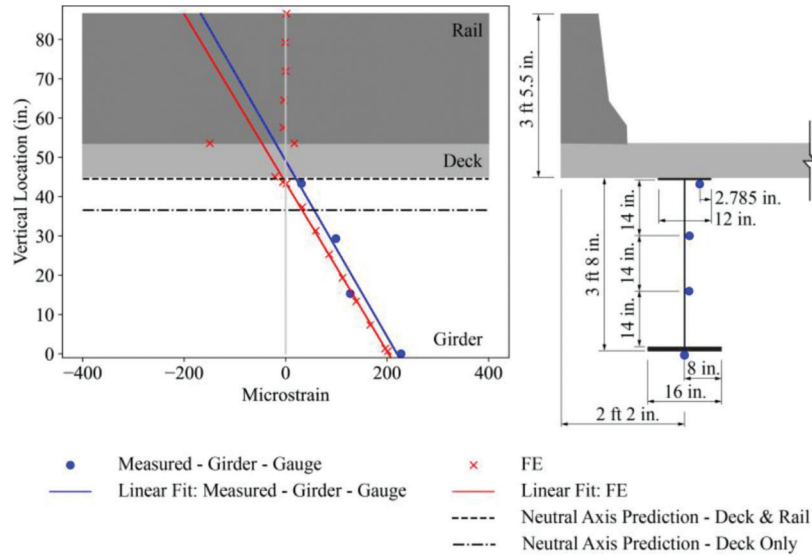 80
70
60
50
40
30
20
10
0
Vertical Location (in.)
−400
−200
0
200
400
Microstrain
Rail
Deck
Girder
3 ft 5.5 in.
3 ft 8 in.
14 in.
14 in.
14 in.
2.785 in.
12 in.
8 in.
16 in.
2 ft 2 in.
Measured - Girder - Gauge
Linear Fit: Measured - Girder - Gauge
FE
Linear Fit: FE
Neutral Axis Prediction - Deck & Rail
Neutral Axis Prediction - Deck Only